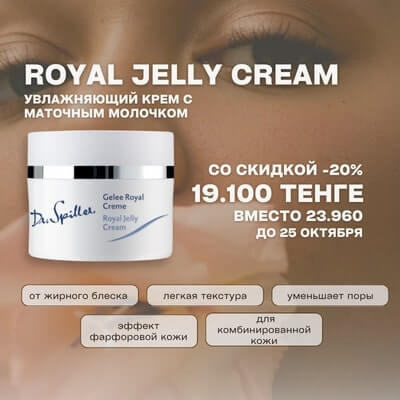 ROYAL JELLY CREAM
УВЛАЖНЯЮЩИЙ КРЕМ С
МАТОЧНЫМ МОЛОЧКОМ
СО СКИДКОЙ -20%
19.100 ТЕНГЕ
ВМЕСТО 23.960
ДО 25 ОКТЯБРЯ
Gelee Royal
Creme
Dr. Spiller.
Royal Jelly
Cream
от жирного блеска
легкая текстура
уменьшает поры
эффект
фарфоровой кожи
для
комбинированной
кожи